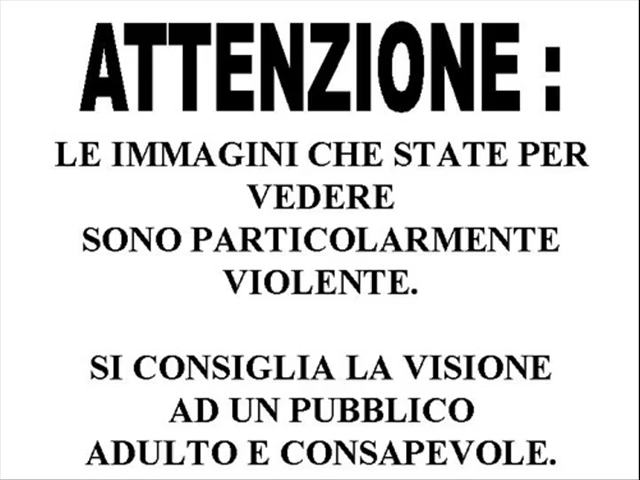 ATTENZIONE :
LE IMMAGINI CHE STATE PER
VEDERE
SONO PARTICOLARMENTE
VIOLENTE.
SI CONSIGLIA LA VISIONE
AD UN PUBBLICO
ADULTO E CONSAPEVOLE.